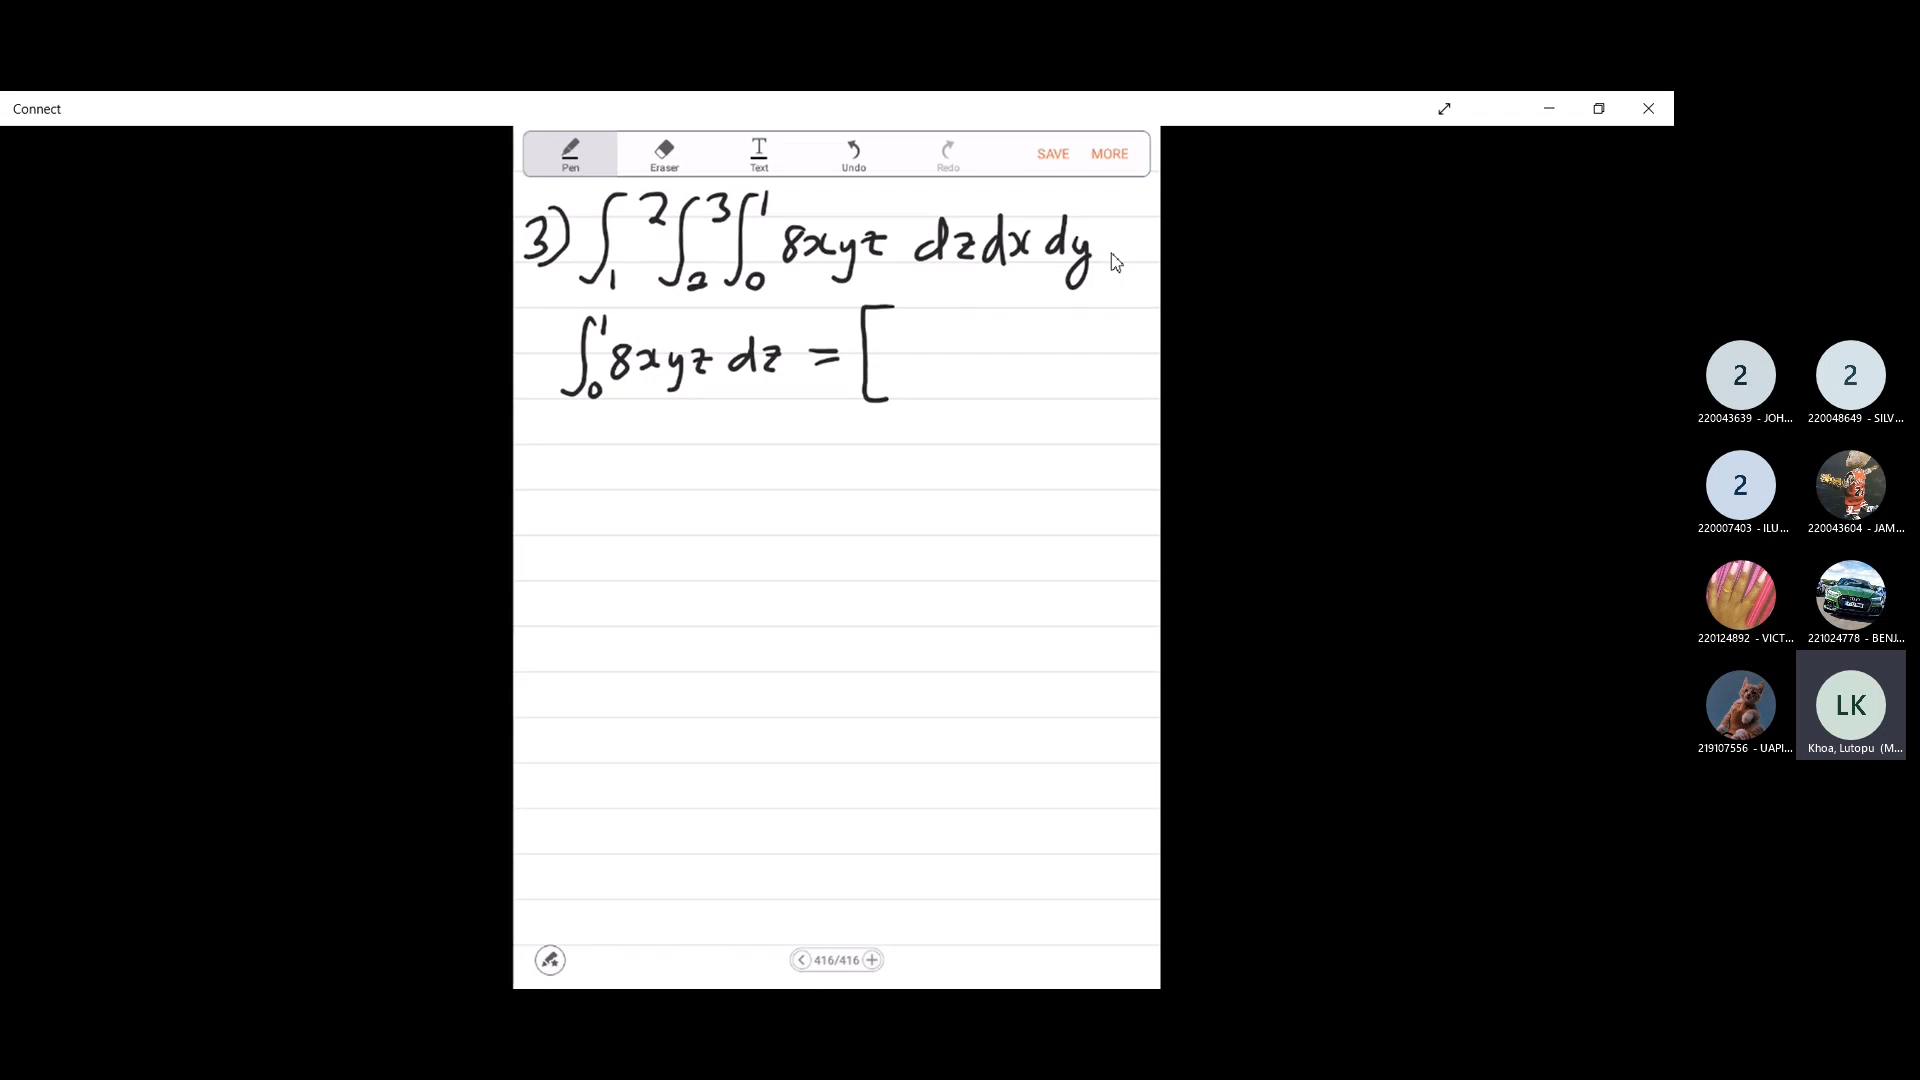 Connect
Pen Eraser Text Undo Redo SAVE MORE
3) ∫₁² ∫₂³ ∫₀¹ 8xyz dz dx dy
∫₀¹ 8xyz dz = [
416/416
2 2
220043639 - JOH... 220048649 - SILV...
2
220007403 - ILU... 220043604 - JAM...
220124892 - VICT... 221024778 - BENJ...
LK
219107556 - UAPI... Khoa, Lutopu (M...